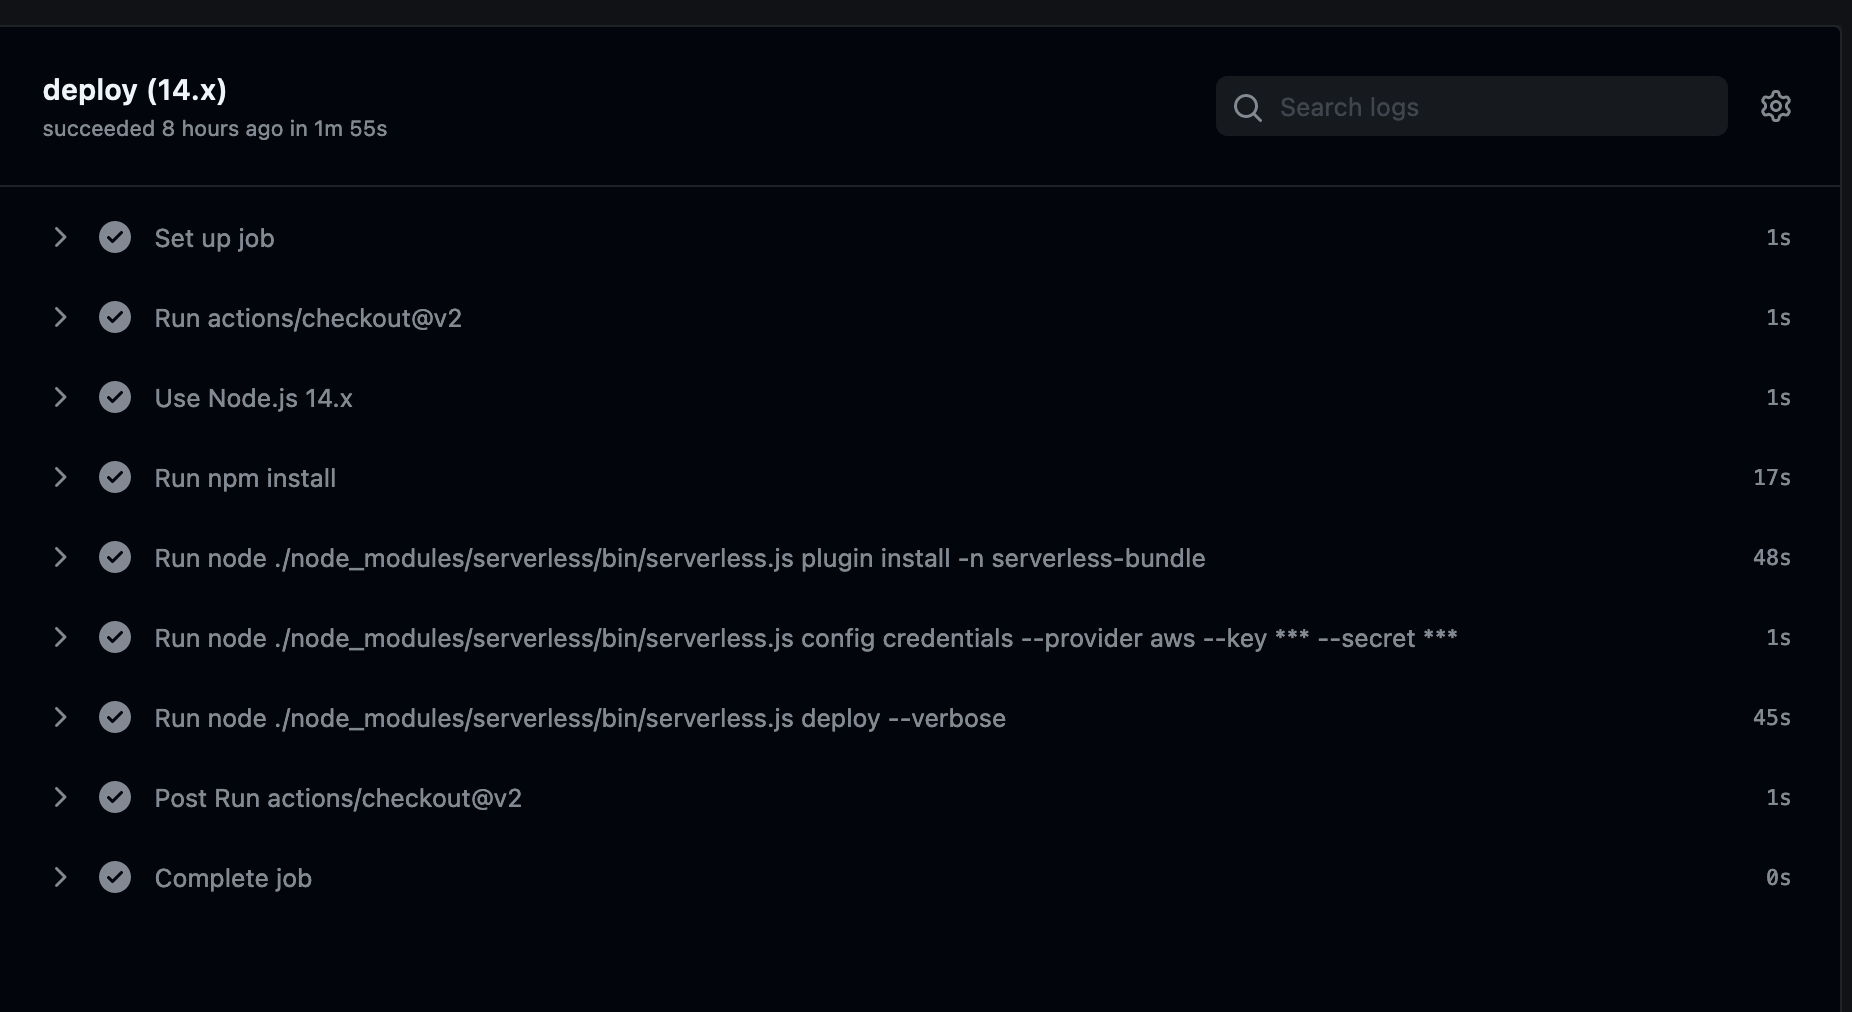 deploy (14.x)
succeeded 8 hours ago in 1m 55s
Search logs
Set up job 1s
Run actions/checkout@v2 1s
Use Node.js 14.x 1s
Run npm install 17s
Run node ./node_modules/serverless/bin/serverless.js plugin install -n serverless-bundle 48s
Run node ./node_modules/serverless/bin/serverless.js config credentials --provider aws --key *** --secret *** 1s
Run node ./node_modules/serverless/bin/serverless.js deploy --verbose 45s
Post Run actions/checkout@v2 1s
Complete job 0s